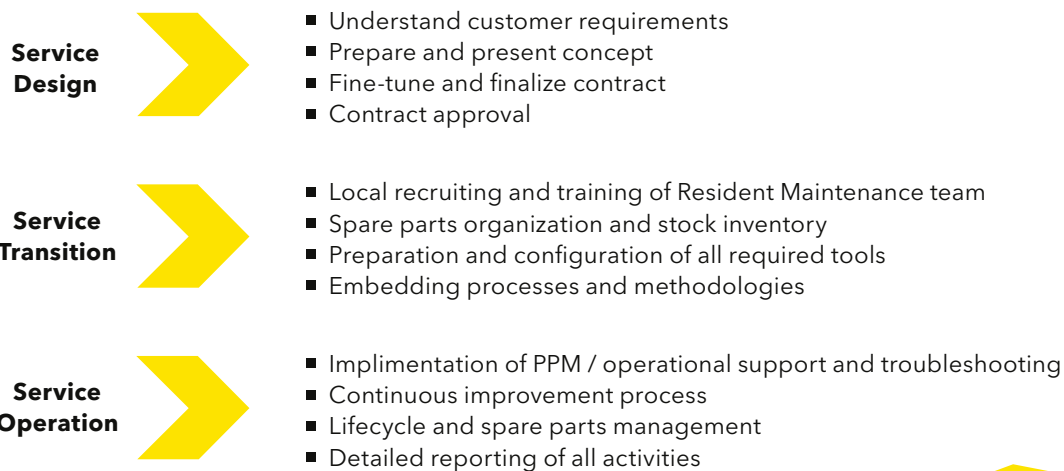 Service
Design
■ Understand customer requirements
■ Prepare and present concept
■ Fine-tune and finalize contract
■ Contract approval
Service
Transition
■ Local recruiting and training of Resident Maintenance team
■ Spare parts organization and stock inventory
■ Preparation and configuration of all required tools
■ Embedding processes and methodologies
Service
Operation
■ Implimentation of PPM / operational support and troubleshooting
■ Continuous improvement process
■ Lifecycle and spare parts management
■ Detailed reporting of all activities